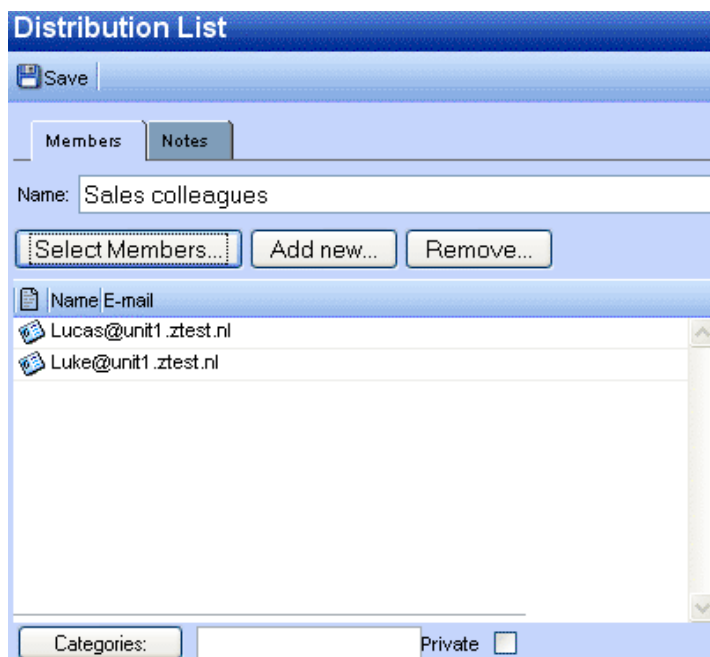 Distribution List
Save
Members Notes
Name: Sales colleagues
Select Members... Add new... Remove...
Name E-mail
Lucas@unit1.ztest.nl
Luke@unit1.ztest.nl
Categories: Private